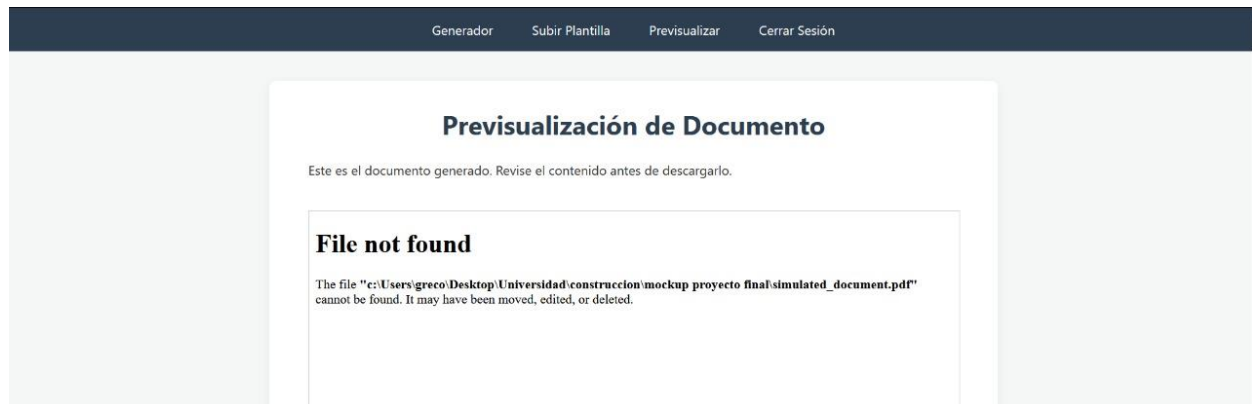 Generador Subir Plantilla Previsualizar Cerrar Sesión
Previsualización de Documento
Este es el documento generado. Revise el contenido antes de descargarlo.
File not found
The file "c:\Users\greco\Desktop\Universidad\construccion\mockup proyecto final\simulated_document.pdf"
cannot be found. It may have been moved, edited, or deleted.